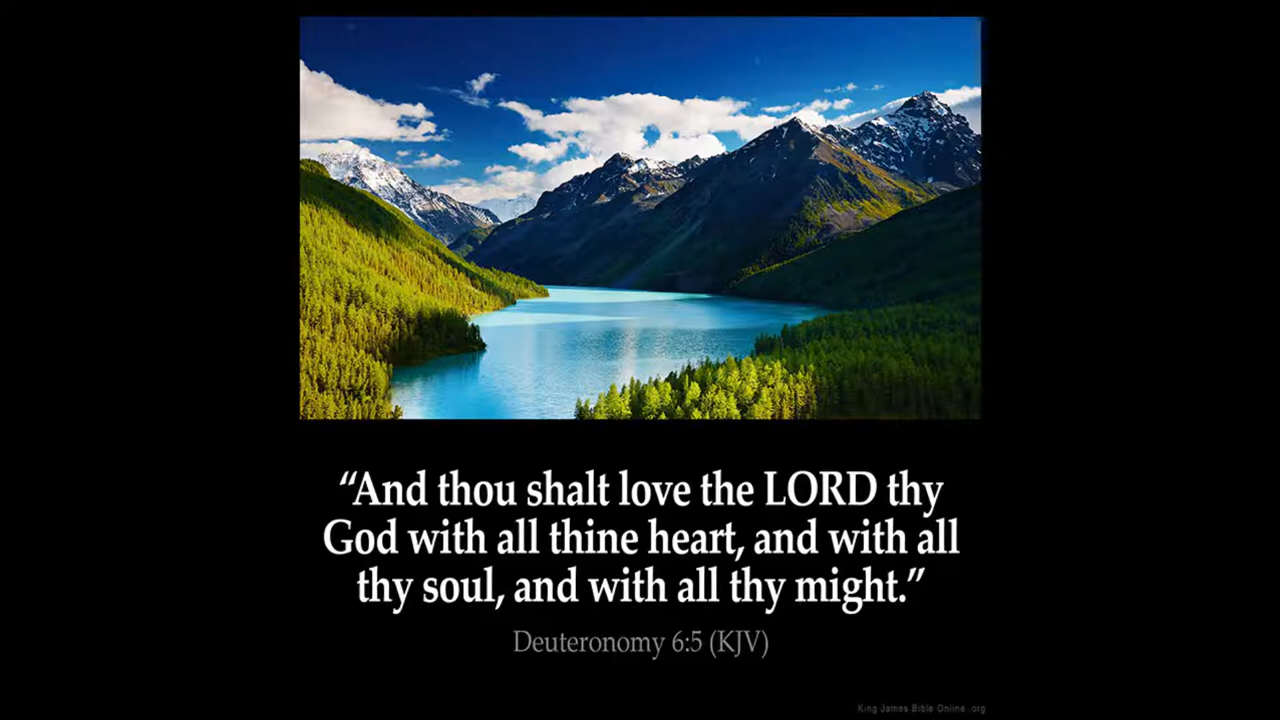 “And thou shalt love the LORD thy
God with all thine heart, and with all
thy soul, and with all thy might.”
Deuteronomy 6:5 (KJV)
King James Bible Online .org